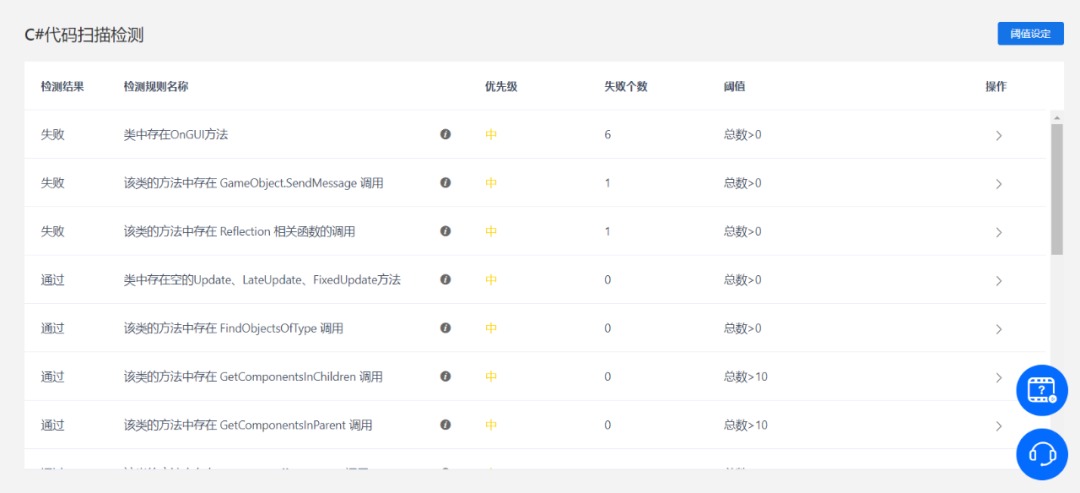 C#代码扫描检测
阈值设定
检测结果 检测规则名称 优先级 失败个数 阈值 操作
失败 类中存在OnGUI方法 中 6 总数>0
失败 该类的方法中存在 GameObject.SendMessage 调用 中 1 总数>0
失败 该类的方法中存在 Reflection 相关函数的调用 中 1 总数>0
通过 类中存在空的Update、LateUpdate、FixedUpdate方法 中 0 总数>0
通过 该类的方法中存在 FindObjectsOfType 调用 中 0 总数>0
通过 该类的方法中存在 GetComponentsInChildren 调用 中 0 总数>10
通过 该类的方法中存在 GetComponentsInParent 调用 中 0 总数>10